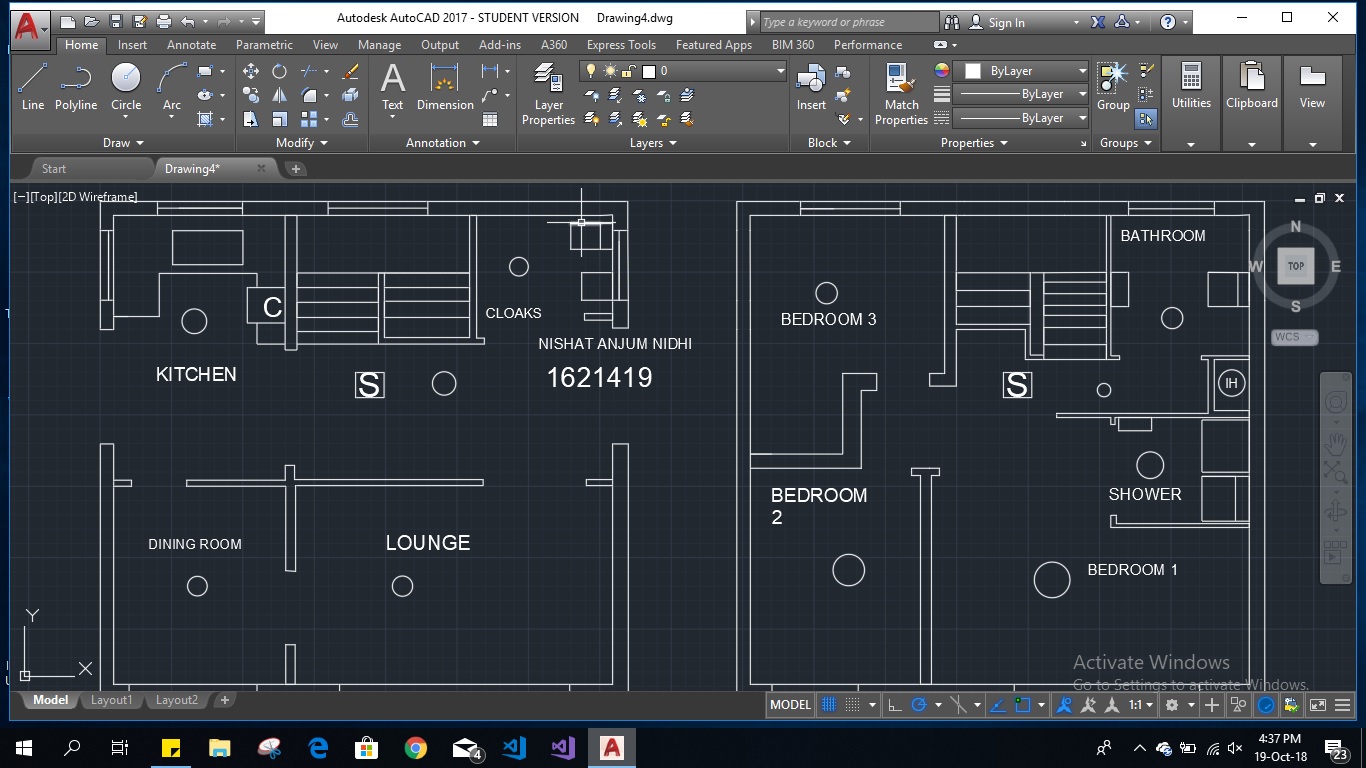 Autodesk AutoCAD 2017 - STUDENT VERSION Drawing4.dwg
Type a keyword or phrase
Sign In
Home Insert Annotate Parametric View Manage Output Add-ins A360 Express Tools Featured Apps BIM 360 Performance
Line Polyline Circle Arc
Text Dimension
Layer Properties
0
Insert
Match Properties
ByLayer
ByLayer
ByLayer
Group
Utilities Clipboard View
Draw Modify Annotation Layers Block Properties Groups
Start Drawing4*
[−][Top][2D Wireframe]
N
W TOP E
S
WCS
BATHROOM
C
CLOAKS
BEDROOM 3
NISHAT ANJUM NIDHI
KITCHEN
1621419
S
S
IH
BEDROOM
2
SHOWER
DINING ROOM
LOUNGE
BEDROOM 1
Y
X
Activate Windows
Go to Settings to activate Windows.
Model Layout1 Layout2
MODEL
1:1
4
4:37 PM
19-Oct-18
23